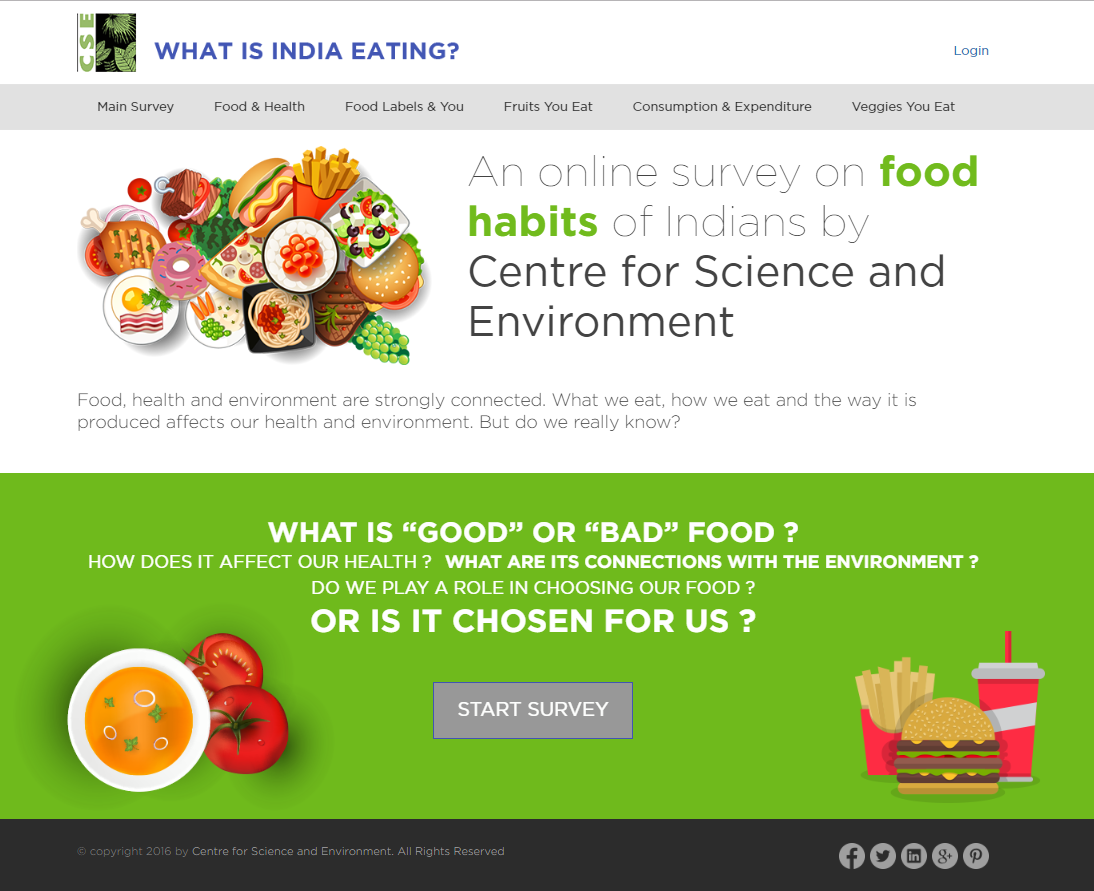 CSE
WHAT IS INDIA EATING?
Login
Main Survey Food & Health Food Labels & You Fruits You Eat Consumption & Expenditure Veggies You Eat
An online survey on food
habits of Indians by
Centre for Science and
Environment
Food, health and environment are strongly connected. What we eat, how we eat and the way it is
produced affects our health and environment. But do we really know?
WHAT IS “GOOD” OR “BAD” FOOD ?
HOW DOES IT AFFECT OUR HEALTH ? WHAT ARE ITS CONNECTIONS WITH THE ENVIRONMENT ?
DO WE PLAY A ROLE IN CHOOSING OUR FOOD ?
OR IS IT CHOSEN FOR US ?
START SURVEY
© copyright 2016 by Centre for Science and Environment. All Rights Reserved